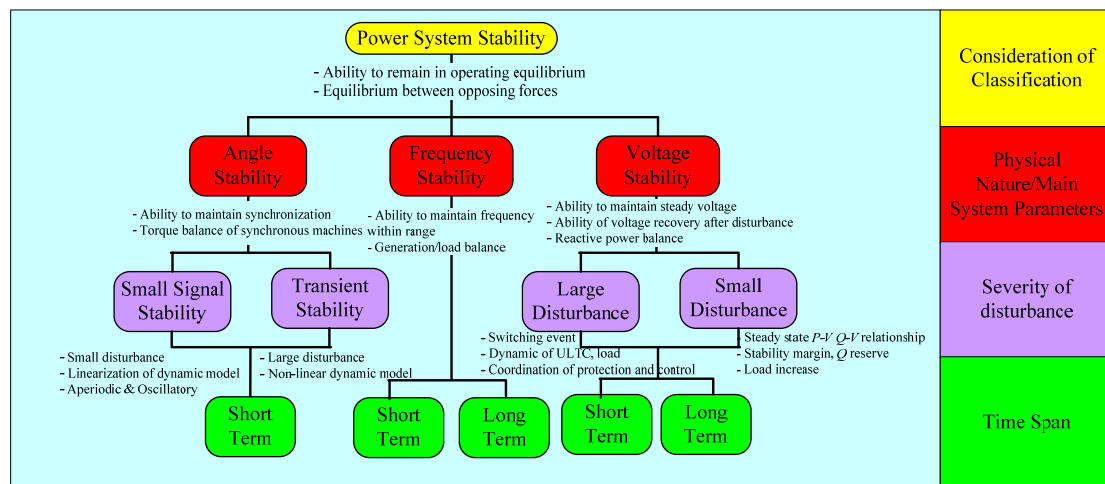 Power System Stability
- Ability to remain in operating equilibrium
- Equilibrium between opposing forces
Consideration of
Classification
Angle
Stability
Frequency
Stability
Voltage
Stability
Physical
Nature/Main
System Parameters
- Ability to maintain synchronization
- Torque balance of synchronous machines
- Ability to maintain frequency
within range
- Generation/load balance
- Ability to maintain steady voltage
- Ability of voltage recovery after disturbance
- Reactive power balance
Small Signal
Stability
Transient
Stability
Large
Disturbance
Small
Disturbance
Severity of
disturbance
- Small disturbance
- Linearization of dynamic model
- Aperiodic & Oscillatory
- Large disturbance
- Non-linear dynamic model
- Switching event
- Dynamic of ULTC, load
- Coordination of protection and control
- Steady state P-V Q-V relationship
- Stability margin, Q reserve
- Load increase
Short
Term
Short
Term
Long
Term
Short
Term
Long
Term
Time Span